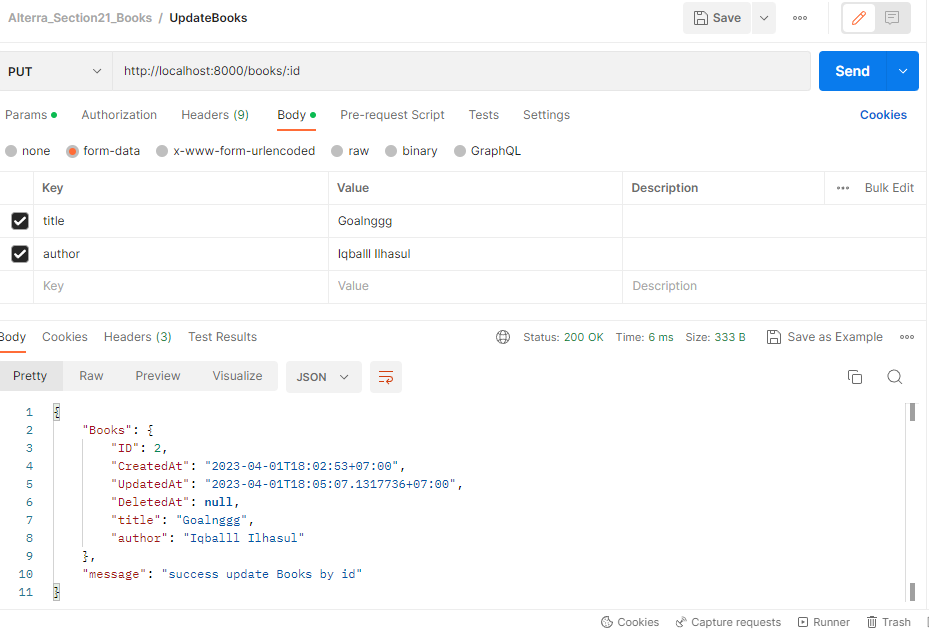 Alterra_Section21_Books / UpdateBooks Save
PUT http://localhost:8000/books/:id Send
Params Authorization Headers (9) Body Pre-request Script Tests Settings Cookies
none form-data x-www-form-urlencoded raw binary GraphQL
Key Value Description Bulk Edit
title Goalnggg
author Iqballl Ilhasul
Key Value Description
Body Cookies Headers (3) Test Results Status: 200 OK Time: 6 ms Size: 333 B Save as Example
Pretty Raw Preview Visualize JSON
1 {
2 "Books": {
3 "ID": 2,
4 "CreatedAt": "2023-04-01T18:02:53+07:00",
5 "UpdatedAt": "2023-04-01T18:05:07.1317736+07:00",
6 "DeletedAt": null,
7 "title": "Goalnggg",
8 "author": "Iqballl Ilhasul"
9 },
10 "message": "success update Books by id"
11 }
Cookies Capture requests Runner Trash